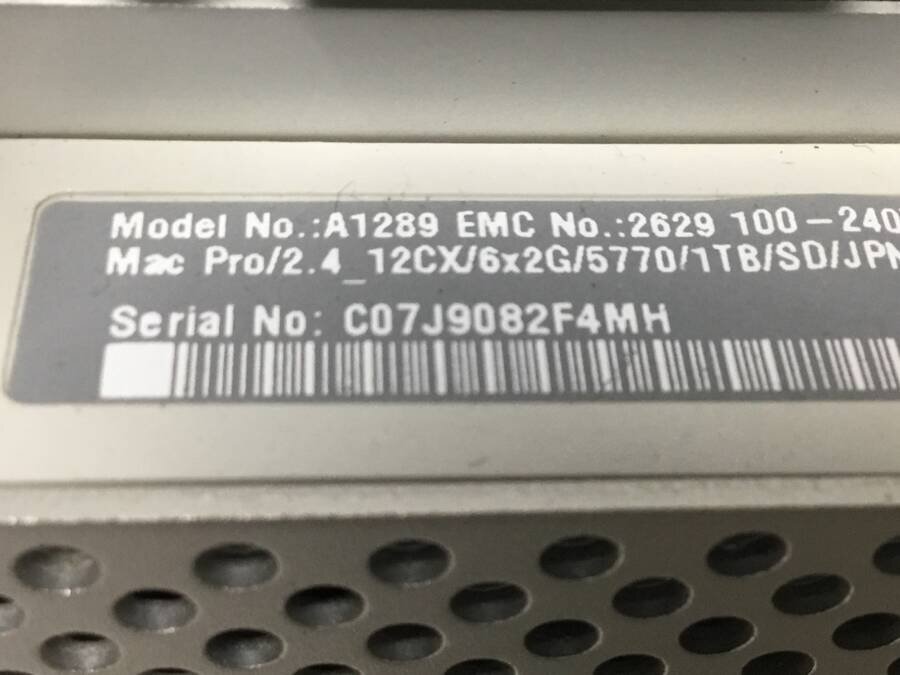 Model No.:A1289 EMC No.:2629 100-240
Mac Pro/2.4_12CX/6x2G/5770/1TB/SD/JPN
Serial No: C07J9082F4MH